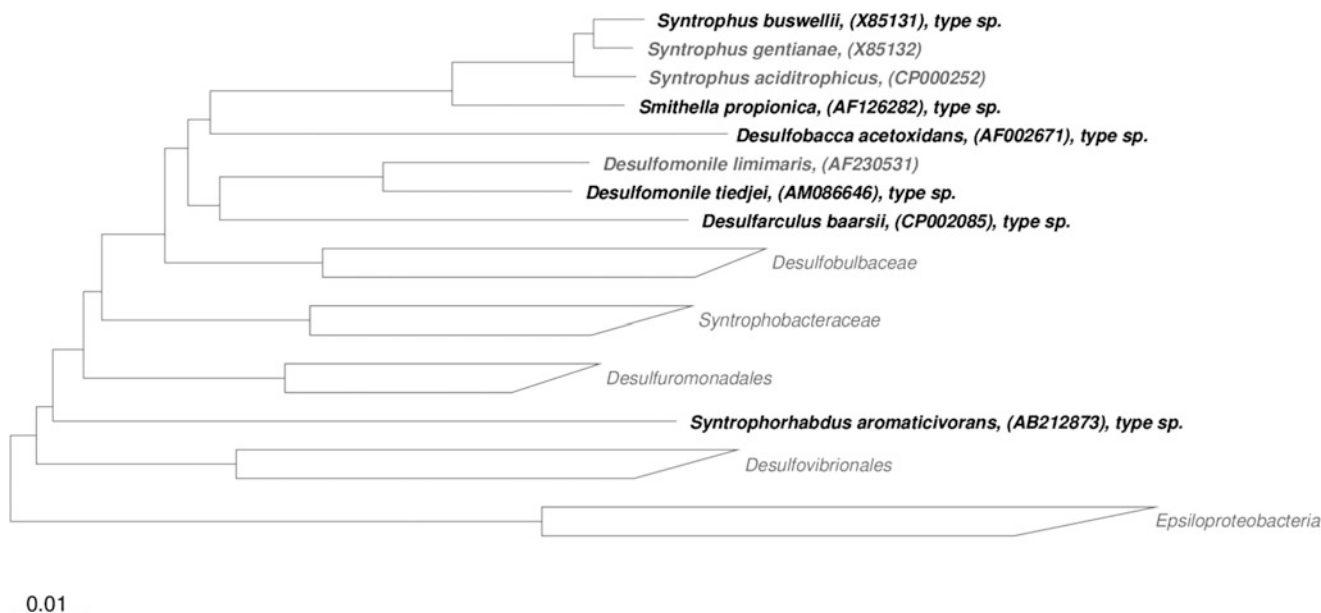 Syntrophus buswellii, (X85131), type sp.
Syntrophus gentianae, (X85132)
Syntrophus aciditrophicus, (CP000252)
Smithella propionica, (AF126282), type sp.
Desulfobacca acetoxidans, (AF002671), type sp.
Desulfomonile limimaris, (AF230531)
Desulfomonile tiedjei, (AM086646), type sp.
Desulfarculus baarsii, (CP002085), type sp.
Desulfobulbaceae
Syntrophobacteraceae
Desulfuromonadales
Syntrophorhabdus aromaticivorans, (AB212873), type sp.
Desulfovibrionales
Epsiloproteobacteria
0.01